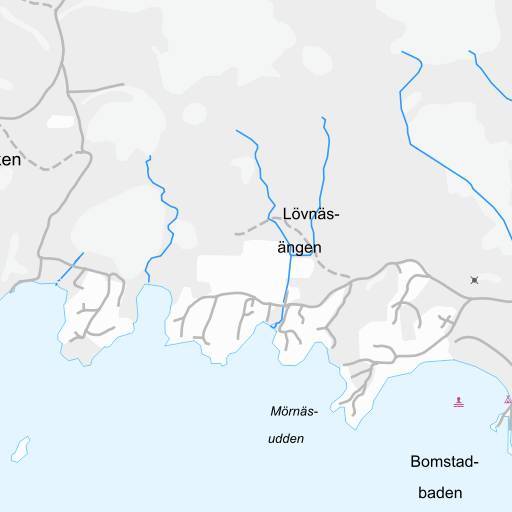 ken
Lövnäs-
ängen
Mörnäs-
udden
Bomstad-
baden